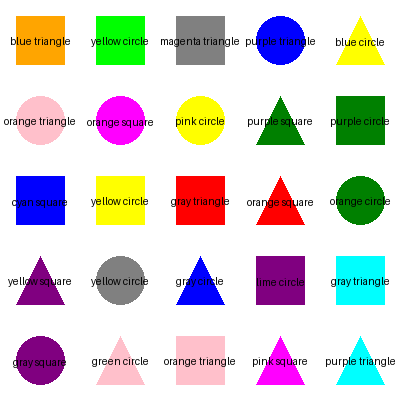 blue triangle yellow circle magenta triangle purple triangle blue circle
orange triangle orange square pink circle purple square purple circle
cyan square yellow circle gray triangle orange square orange circle
yellow square yellow circle gray circle lime circle gray triangle
gray square green circle orange triangle pink square purple triangle